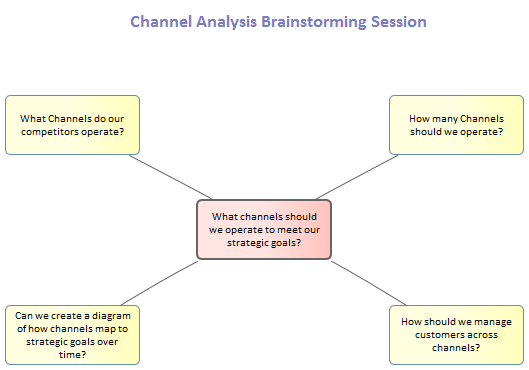 Channel Analysis Brainstorming Session
What Channels do our
competitors operate?
How many Channels
should we operate?
What channels should
we operate to meet our
strategic goals?
Can we create a diagram
of how channels map to
strategic goals over
time?
How should we manage
customers across
channels?